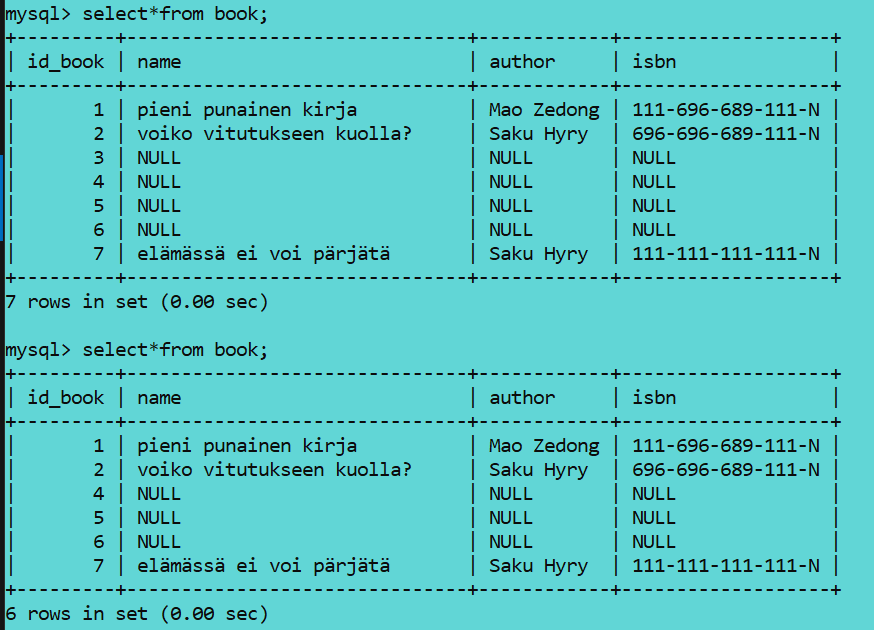 mysql> select*from book;
+---------+--------------------------------+------------+-------------------+
| id_book | name                           | author     | isbn              |
+---------+--------------------------------+------------+-------------------+
|       1 | pieni punainen kirja           | Mao Zedong | 111-696-689-111-N |
|       2 | voiko vitutukseen kuolla?      | Saku Hyry  | 696-696-689-111-N |
|       3 | NULL                           | NULL       | NULL              |
|       4 | NULL                           | NULL       | NULL              |
|       5 | NULL                           | NULL       | NULL              |
|       6 | NULL                           | NULL       | NULL              |
|       7 | elämässä ei voi pärjätä        | Saku Hyry  | 111-111-111-111-N |
+---------+--------------------------------+------------+-------------------+
7 rows in set (0.00 sec)

mysql> select*from book;
+---------+--------------------------------+------------+-------------------+
| id_book | name                           | author     | isbn              |
+---------+--------------------------------+------------+-------------------+
|       1 | pieni punainen kirja           | Mao Zedong | 111-696-689-111-N |
|       2 | voiko vitutukseen kuolla?      | Saku Hyry  | 696-696-689-111-N |
|       4 | NULL                           | NULL       | NULL              |
|       5 | NULL                           | NULL       | NULL              |
|       6 | NULL                           | NULL       | NULL              |
|       7 | elämässä ei voi pärjätä        | Saku Hyry  | 111-111-111-111-N |
+---------+--------------------------------+------------+-------------------+
6 rows in set (0.00 sec)